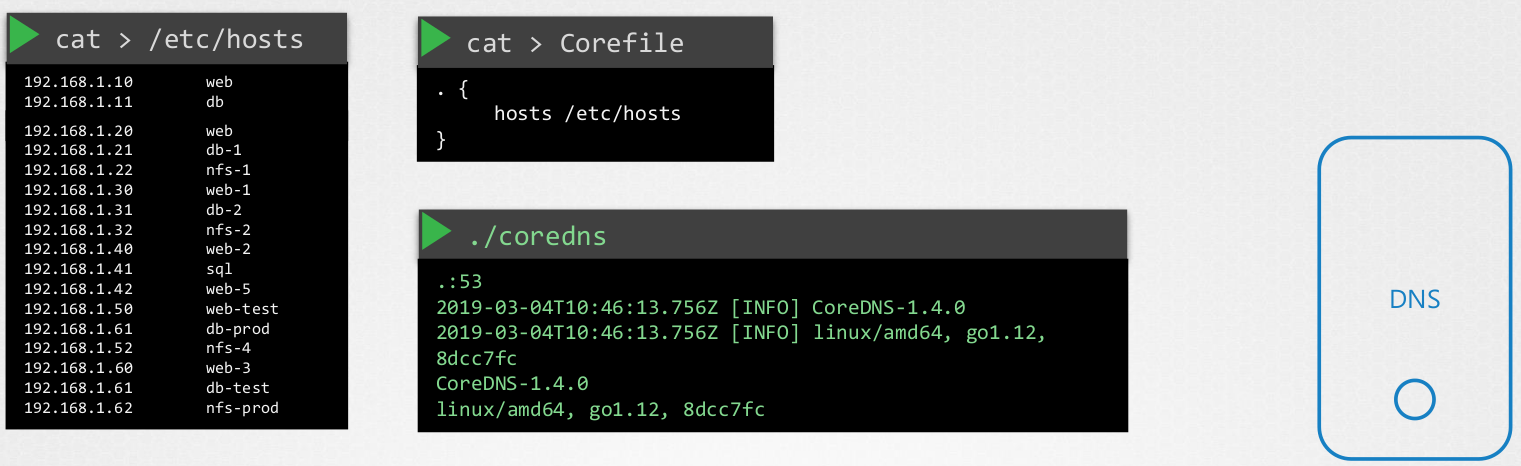 cat > /etc/hosts
192.168.1.10 web
192.168.1.11 db
192.168.1.20 web
192.168.1.21 db-1
192.168.1.22 nfs-1
192.168.1.30 web-1
192.168.1.31 db-2
192.168.1.32 nfs-2
192.168.1.40 web-2
192.168.1.41 sql
192.168.1.42 web-5
192.168.1.50 web-test
192.168.1.61 db-prod
192.168.1.52 nfs-4
192.168.1.60 web-3
192.168.1.61 db-test
192.168.1.62 nfs-prod
cat > Corefile
. {
hosts /etc/hosts
}
./coredns
.:53
2019-03-04T10:46:13.756Z [INFO] CoreDNS-1.4.0
2019-03-04T10:46:13.756Z [INFO] linux/amd64, go1.12,
8dcc7fc
CoreDNS-1.4.0
linux/amd64, go1.12, 8dcc7fc
DNS